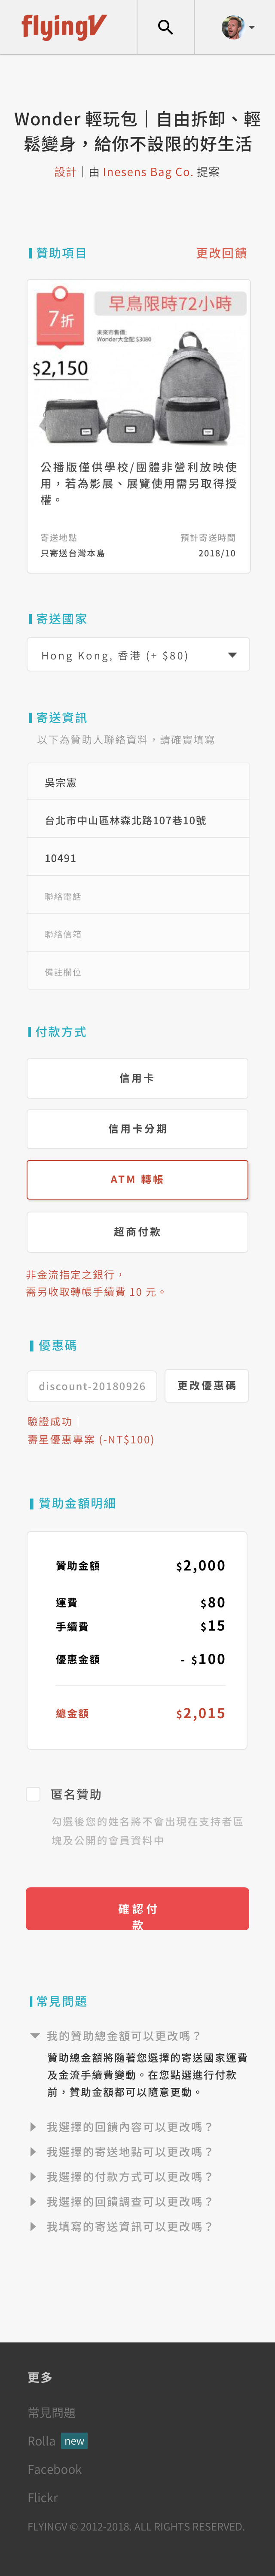 flyingV
Wonder 輕玩包｜自由拆卸、輕
鬆變身，給你不設限的好生活
設計｜由 Inesens Bag Co. 提案
贊助項目
更改回饋
7折
早鳥限時72小時
未來市售價:
Wonder大全配 $3080
$2,150
公播版僅供學校/團體非營利放映使
用，若為影展、展覽使用需另取得授
權。
寄送地點
預計寄送時間
只寄送台灣本島
2018/10
寄送國家
Hong Kong, 香港 (+ $80)
寄送資訊
以下為贊助人聯絡資料，請確實填寫
吳宗憲
台北市中山區林森北路107巷10號
10491
聯絡電話
聯絡信箱
備註欄位
付款方式
信用卡
信用卡分期
ATM 轉帳
超商付款
非金流指定之銀行，
需另收取轉帳手續費 10 元。
優惠碼
discount-20180926
更改優惠碼
驗證成功｜
壽星優惠專案 (-NT$100)
贊助金額明細
贊助金額
$2,000
運費
$80
手續費
$15
優惠金額
- $100
總金額
$2,015
匿名贊助
勾選後您的姓名將不會出現在支持者區
塊及公開的會員資料中
確認付
款
常見問題
我的贊助總金額可以更改嗎？
贊助總金額將隨著您選擇的寄送國家運費
及金流手續費變動。在您點選進行付款
前，贊助金額都可以隨意更動。
我選擇的回饋內容可以更改嗎？
我選擇的寄送地點可以更改嗎？
我選擇的付款方式可以更改嗎？
我選擇的回饋調查可以更改嗎？
我填寫的寄送資訊可以更改嗎？
更多
常見問題
Rolla new
Facebook
Flickr
FLYINGV © 2012-2018. ALL RIGHTS RESERVED.